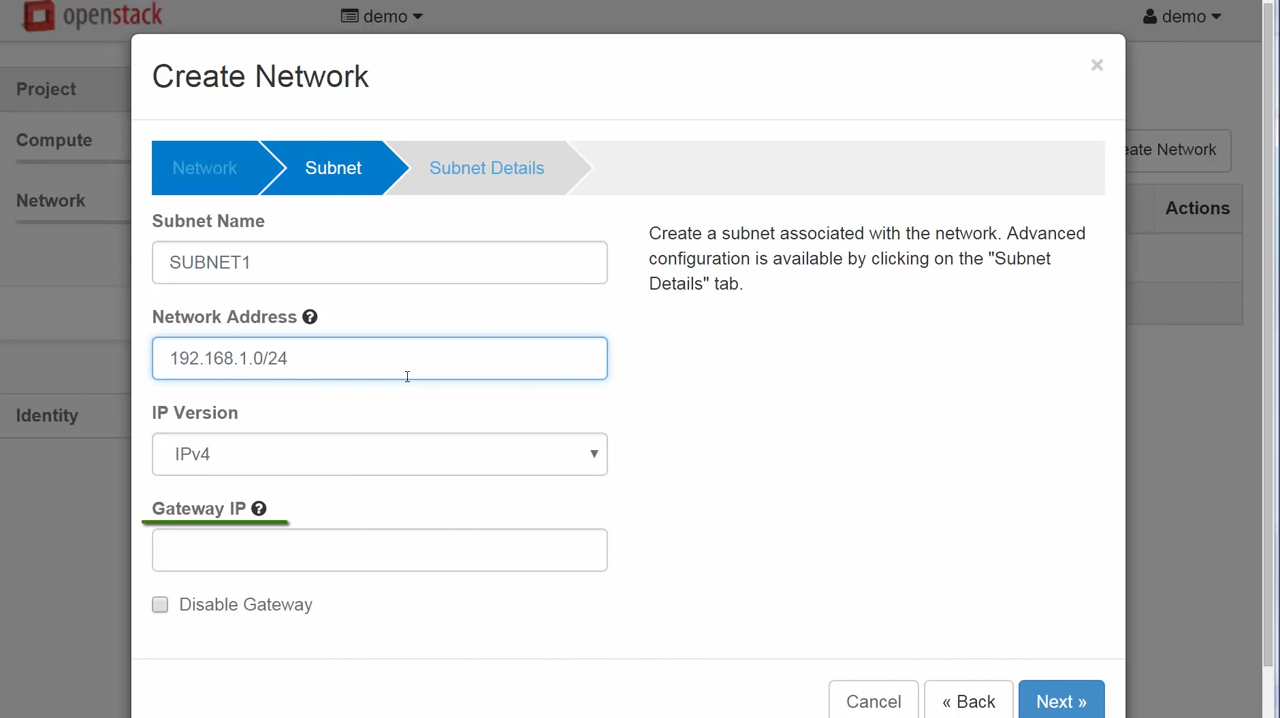 openstack
demo
demo
Project
Compute
Network
Identity
Create Network
×
Network
Subnet
Subnet Details
Subnet Name
SUBNET1
Network Address
192.168.1.0/24
IP Version
IPv4
Gateway IP
Disable Gateway
Create a subnet associated with the network. Advanced
configuration is available by clicking on the "Subnet
Details" tab.
Cancel
« Back
Next »
eate Network
Actions